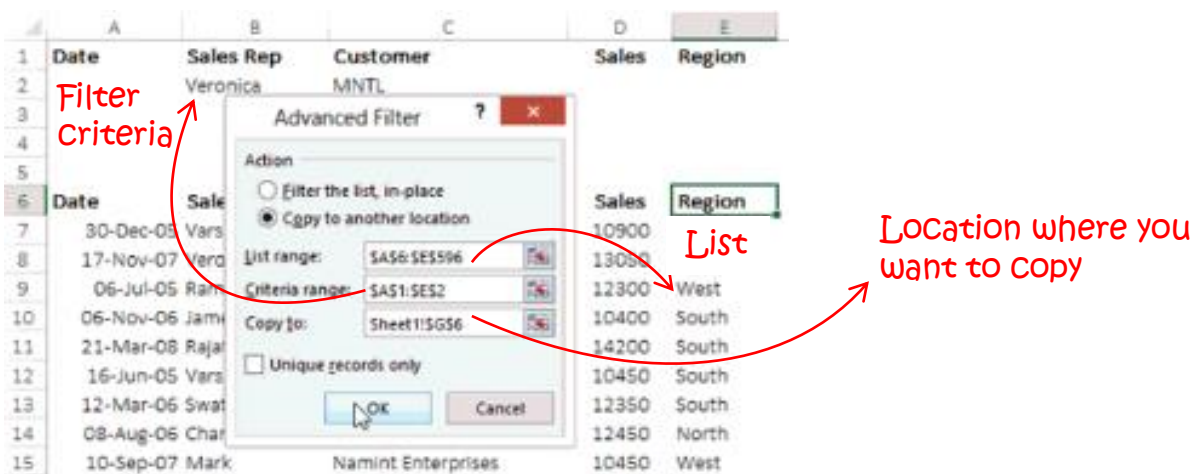 A B C D E
1 Date Sales Rep Customer Sales Region
2 Veronica MNTL
Filter
criteria
3
4
5
Advanced Filter ? ×
Action
Filter the list, in-place
Copy to another location
List range: $A$6:$E$596
Criteria range: $A$1:$E$2
Copy to: Sheet1!$G$6
Unique records only
OK Cancel
6 Date Sale Sales Region
7 30-Dec-05 Vars 10900
List
Location where you
want to copy
8 17-Nov-07 Vero 13050
9 06-Jul-05 Ram 12300 West
10 06-Nov-06 Jame 10400 South
11 21-Mar-08 Rajat 14200 South
12 16-Jun-05 Vars 10450 South
13 12-Mar-06 Swat 12350 South
14 08-Aug-06 Char 12450 North
15 10-Sep-07 Mark Namint Enterprises 10450 West